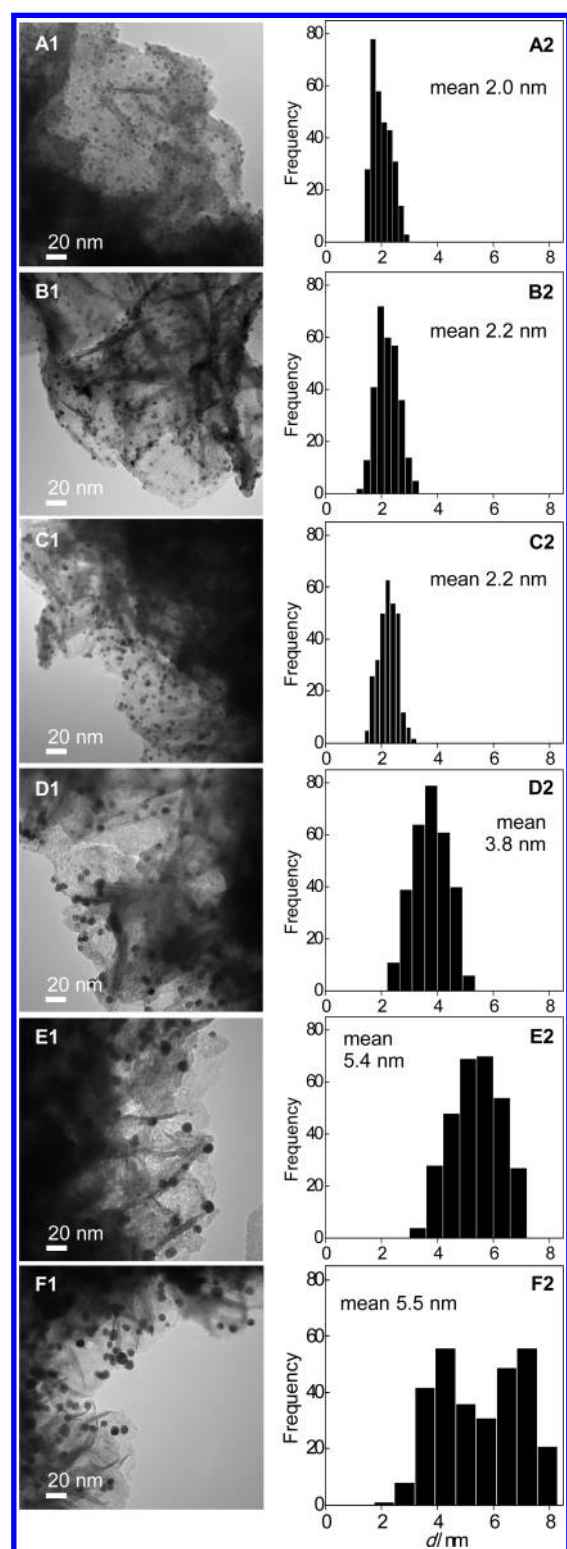 A1
20 nm
A2
mean 2.0 nm
Frequency
80
60
40
20
0
0 2 4 6 8
B1
20 nm
B2
mean 2.2 nm
Frequency
80
60
40
20
0
0 2 4 6 8
C1
20 nm
C2
mean 2.2 nm
Frequency
80
60
40
20
0
0 2 4 6 8
D1
20 nm
D2
mean
3.8 nm
Frequency
80
60
40
20
0
0 2 4 6 8
E1
20 nm
E2
mean
5.4 nm
Frequency
80
60
40
20
0
0 2 4 6 8
F1
20 nm
F2
mean 5.5 nm
Frequency
80
60
40
20
0
0 2 4 6 8
d/nm